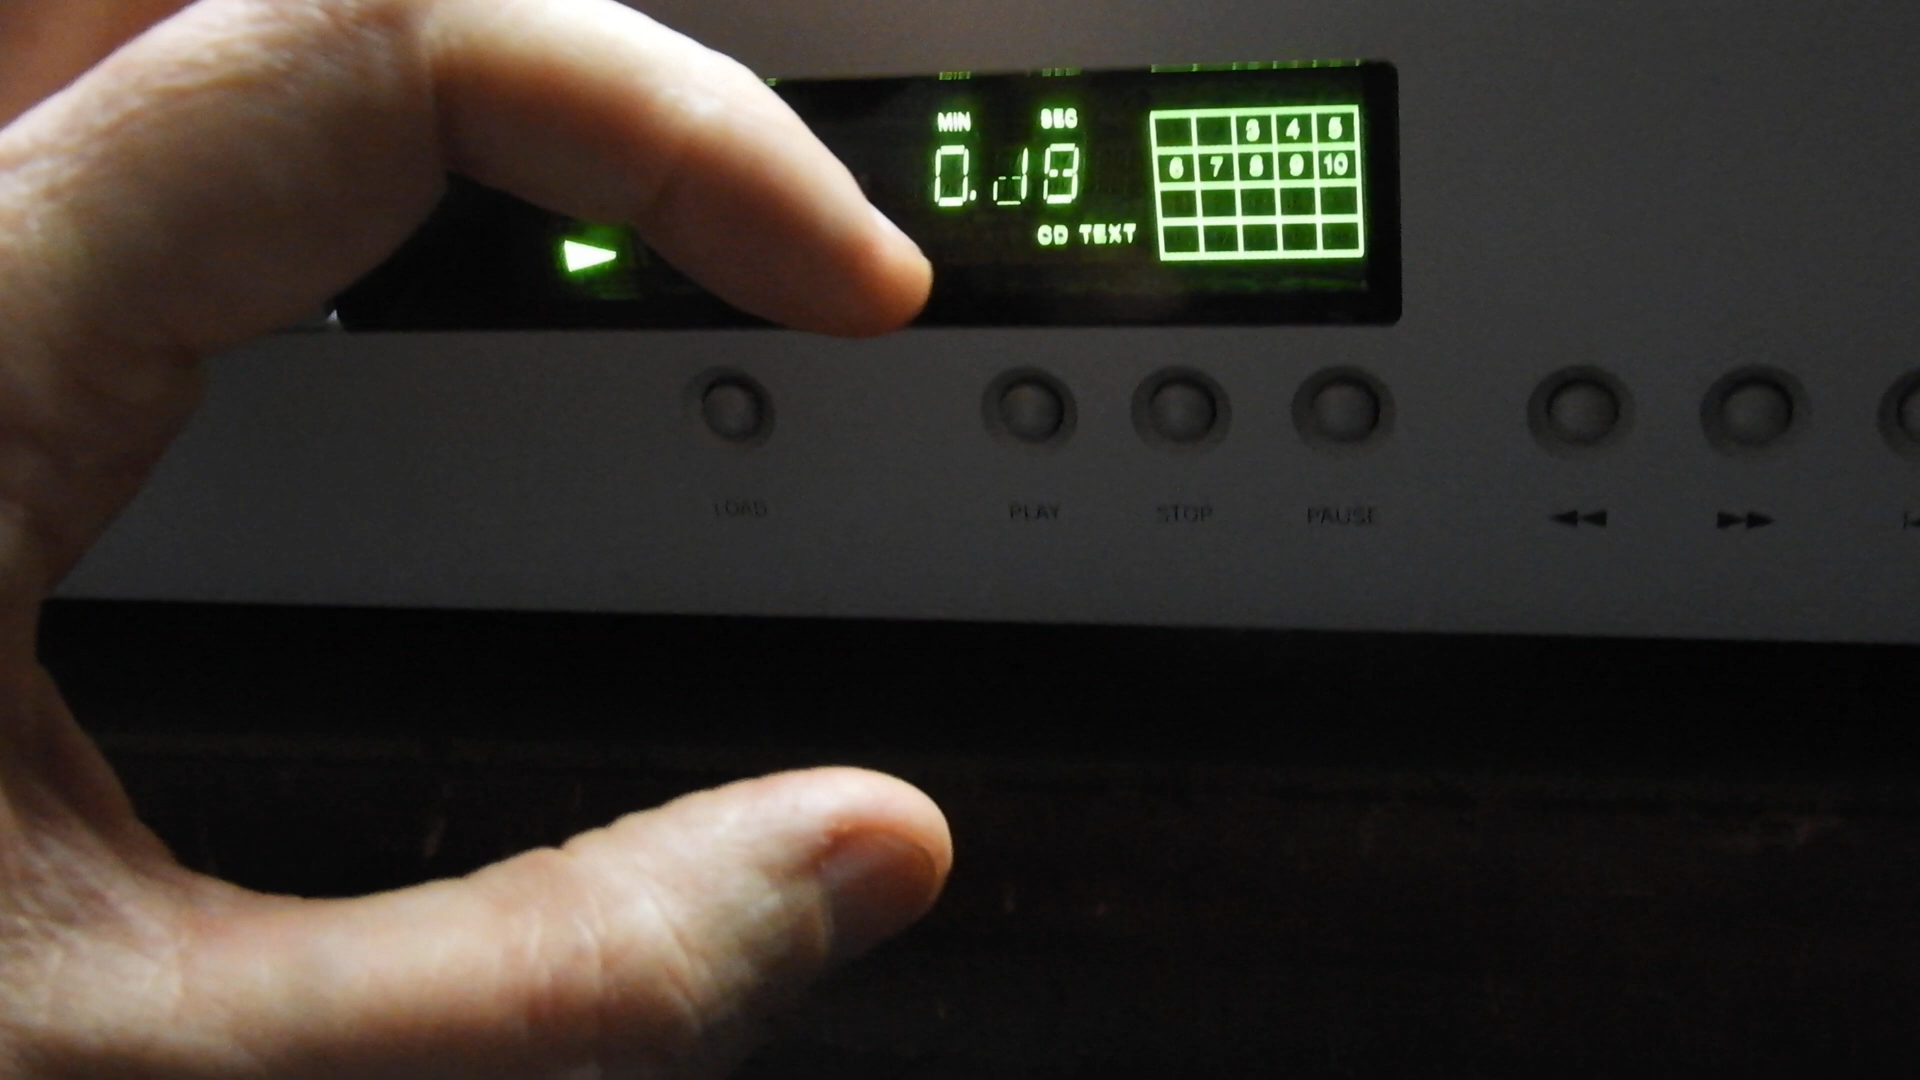 MIN SEC
3 4 5
6 7 8 9 10
CD TEXT
LOAD PLAY STOP PAUSE